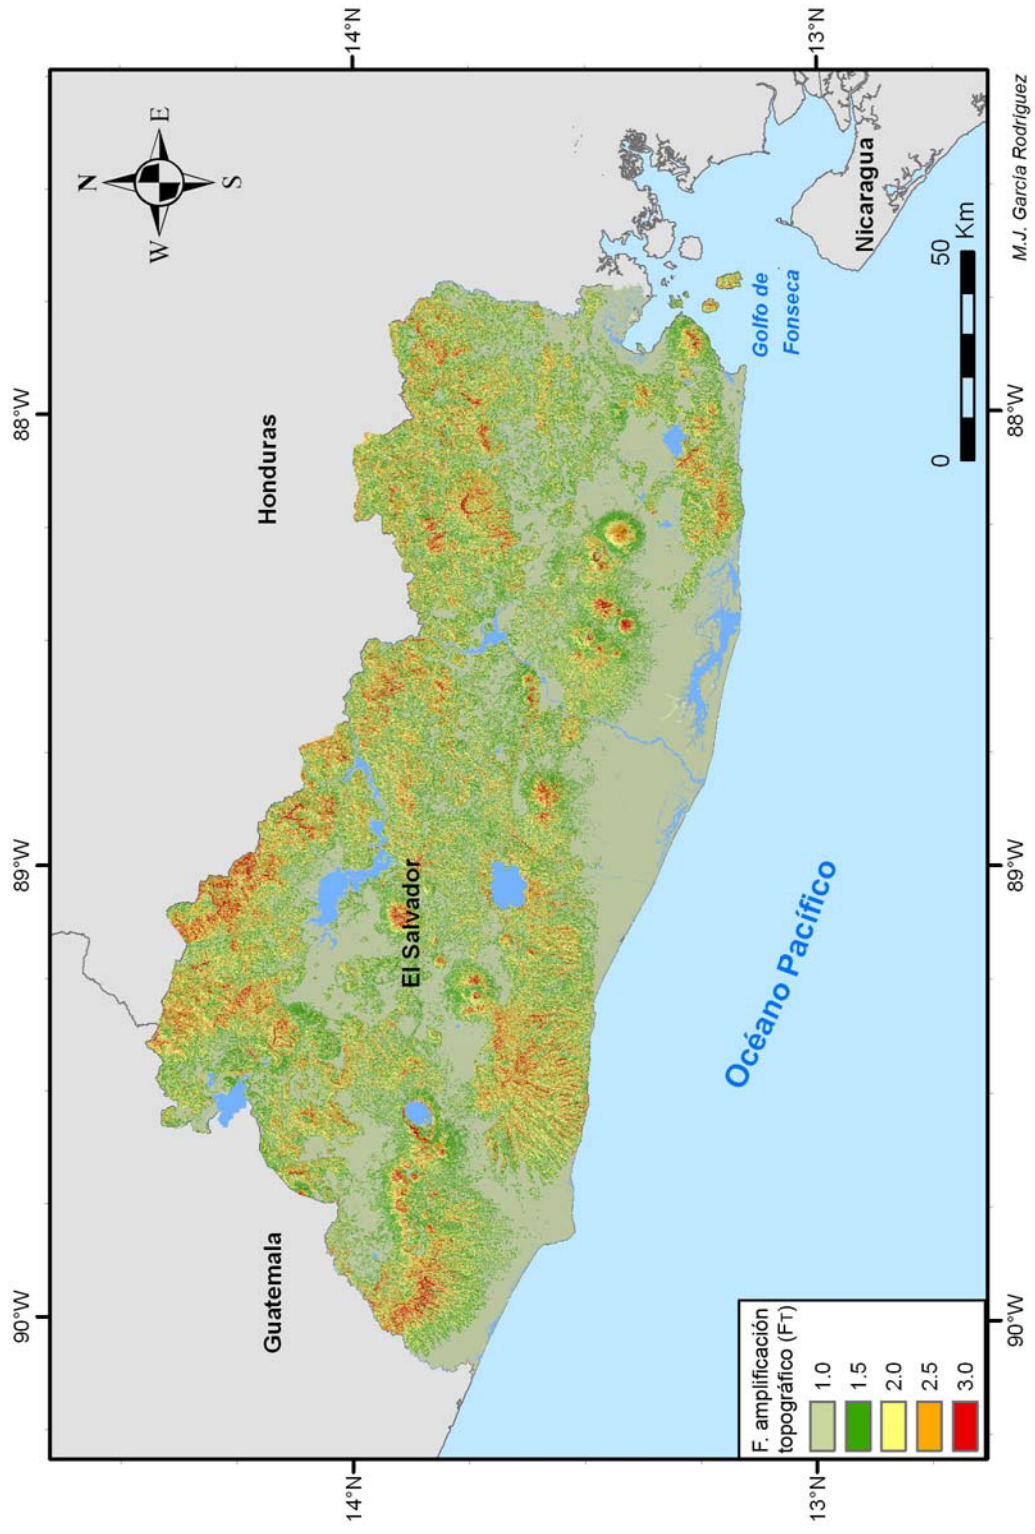 90°W
89°W
88°W
14°N
14°N
13°N
13°N
N
W
E
S
Guatemala
Honduras
El Salvador
Nicaragua
Golfo de
Fonseca
Océano Pacífico
F. amplificación
topográfico (FT)
1.0
1.5
2.0
2.5
3.0
0
50
Km
90°W
89°W
88°W
M.J. García Rodríguez